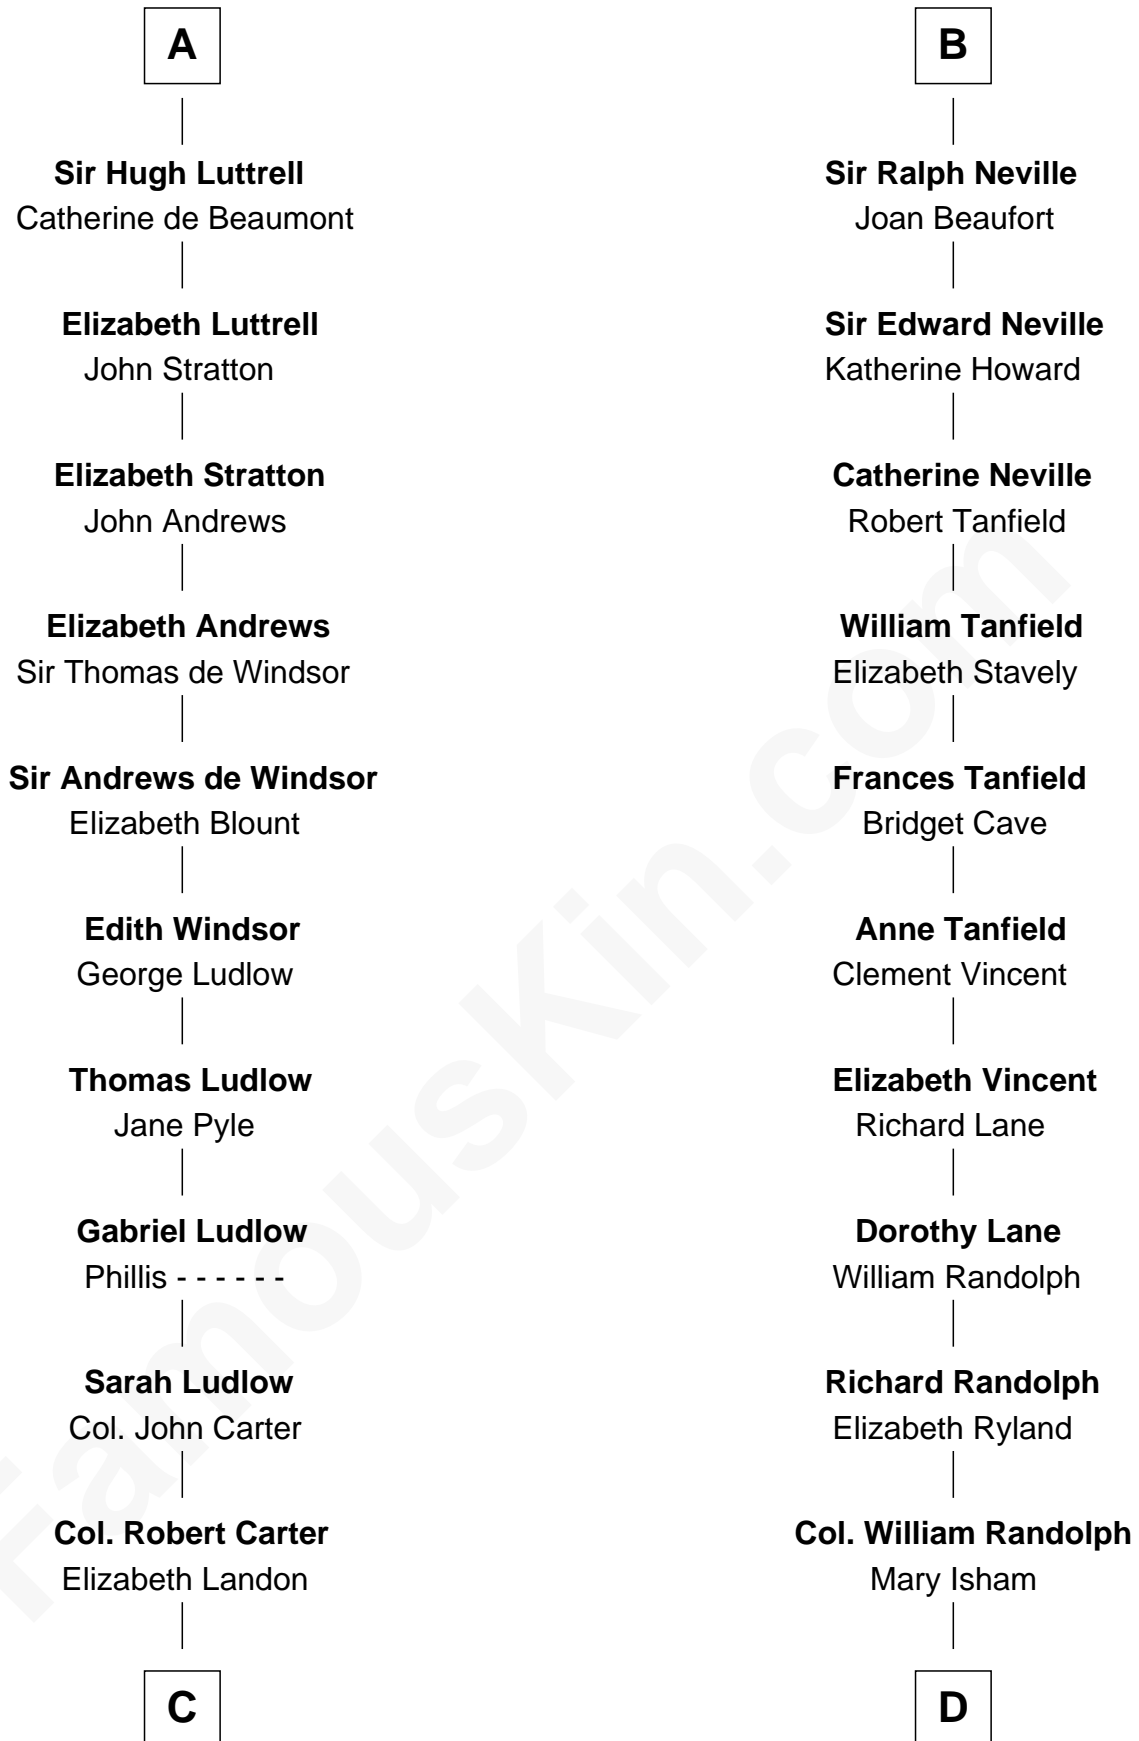 A
Sir Hugh Luttrell
Catherine de Beaumont
Elizabeth Luttrell
John Stratton
Elizabeth Stratton
John Andrews
Elizabeth Andrews
Sir Thomas de Windsor
Sir Andrews de Windsor
Elizabeth Blount
Edith Windsor
George Ludlow
Thomas Ludlow
Jane Pyle
Gabriel Ludlow
Phillis - - - - - -
Sarah Ludlow
Col. John Carter
Col. Robert Carter
Elizabeth Landon
C
B
Sir Ralph Neville
Joan Beaufort
Sir Edward Neville
Katherine Howard
Catherine Neville
Robert Tanfield
William Tanfield
Elizabeth Stavely
Frances Tanfield
Bridget Cave
Anne Tanfield
Clement Vincent
Elizabeth Vincent
Richard Lane
Dorothy Lane
William Randolph
Richard Randolph
Elizabeth Ryland
Col. William Randolph
Mary Isham
D
FamousKin.com